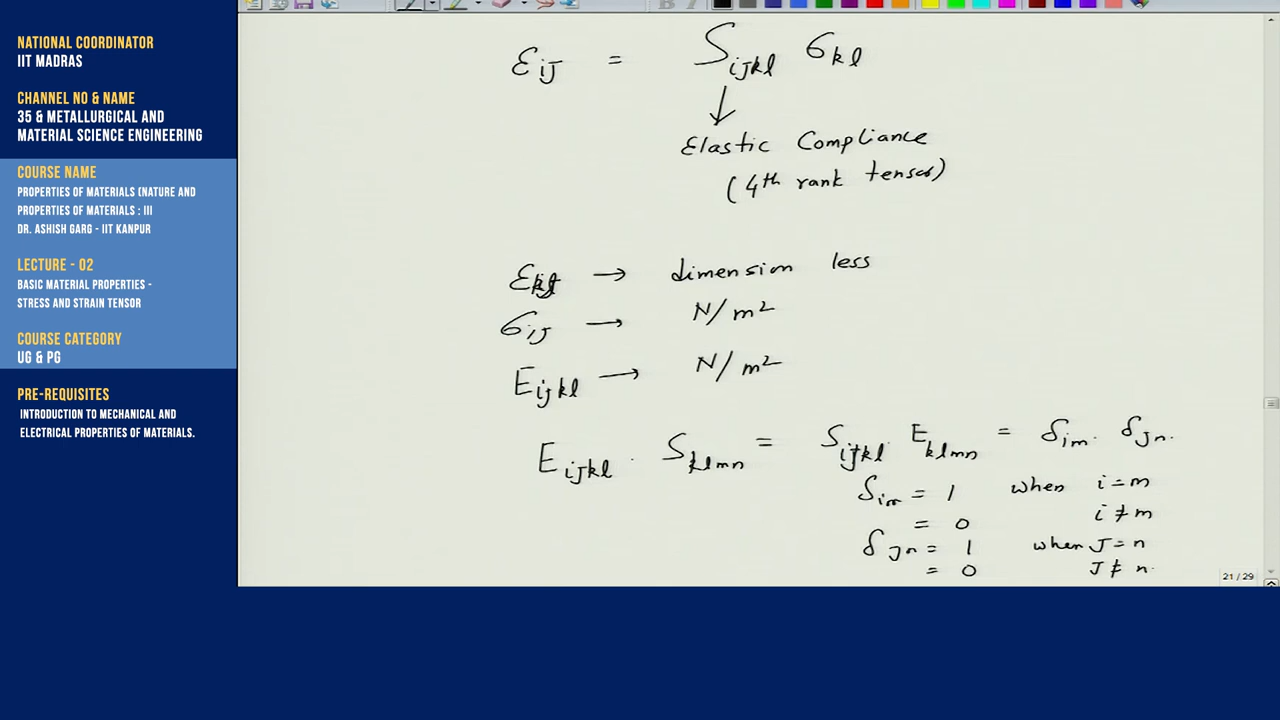 NATIONAL COORDINATOR
IIT MADRAS
CHANNEL NO & NAME
35 & METALLURGICAL AND
MATERIAL SCIENCE ENGINEERING
COURSE NAME
PROPERTIES OF MATERIALS (NATURE AND
PROPERTIES OF MATERIALS : III
DR. ASHISH GARG - IIT KANPUR
LECTURE - 02
BASIC MATERIAL PROPERTIES -
STRESS AND STRAIN TENSOR
COURSE CATEGORY
UG & PG
PRE-REQUISITES
INTRODUCTION TO MECHANICAL AND
ELECTRICAL PROPERTIES OF MATERIALS.
εij = Sijkl σkl
↓
Elastic Compliance
(4th rank tensor)
εkl → dimension less
σij → N/m²
Eijkl → N/m²
Eijkl . Sklmn = Sijkl Eklmn = δim. δjn.
δim = 1 when i=m
= 0 i≠m
δjn = 1 when J=n
= 0 J≠n.
21 / 29